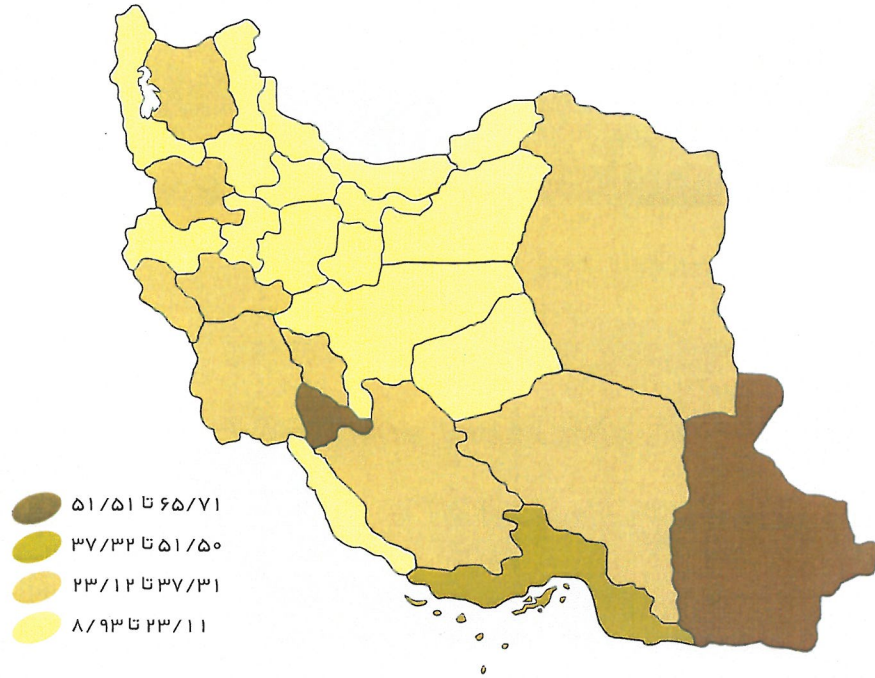 ۵۱/۵۱ تا ۶۵/۷۱
۳۷/۳۲ تا ۵۱/۵۰
۲۳/۱۲ تا ۳۷/۳۱
۸/۹۳ تا ۲۳/۱۱